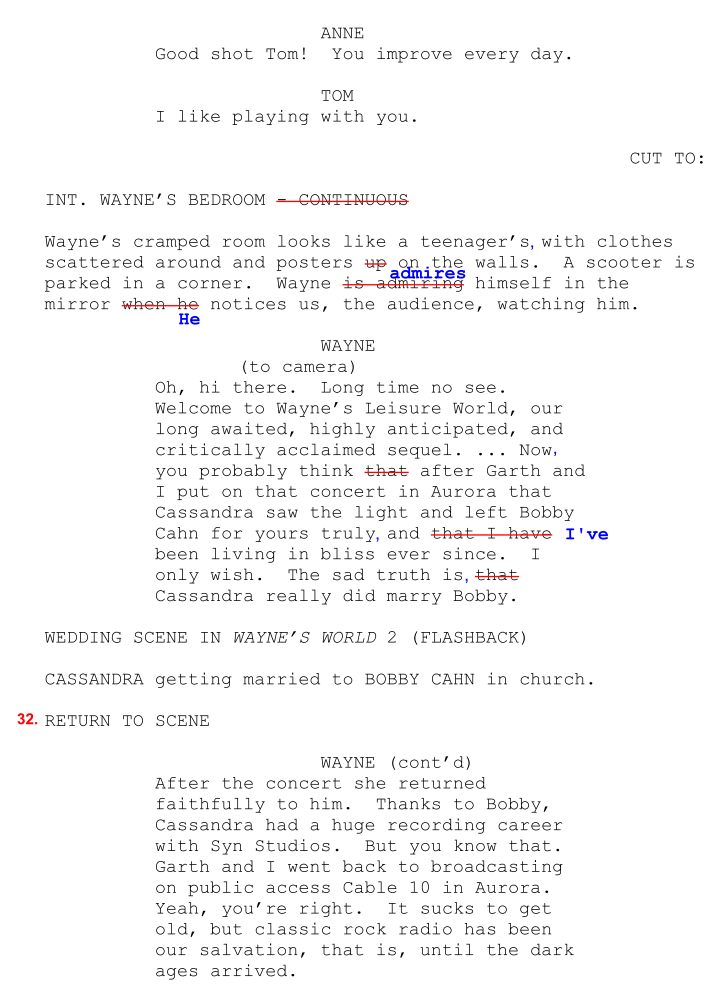 ANNE
Good shot Tom!  You improve every day.
TOM
I like playing with you.
CUT TO:
INT. WAYNE'S BEDROOM - CONTINUOUS
Wayne's cramped room looks like a teenager's, with clothes
scattered around and posters up on the walls.  A scooter is
admires
parked in a corner.  Wayne is admiring himself in the
mirror when he notices us, the audience, watching him.
He
WAYNE
(to camera)
Oh, hi there.  Long time no see.
Welcome to Wayne's Leisure World, our
long awaited, highly anticipated, and
critically acclaimed sequel. ... Now,
you probably think that after Garth and
I put on that concert in Aurora that
Cassandra saw the light and left Bobby
Cahn for yours truly, and that I have I've
been living in bliss ever since.  I
only wish.  The sad truth is, that
Cassandra really did marry Bobby.
WEDDING SCENE IN WAYNE'S WORLD 2 (FLASHBACK)
CASSANDRA getting married to BOBBY CAHN in church.
32. RETURN TO SCENE
WAYNE (cont'd)
After the concert she returned
faithfully to him.  Thanks to Bobby,
Cassandra had a huge recording career
with Syn Studios.  But you know that.
Garth and I went back to broadcasting
on public access Cable 10 in Aurora.
Yeah, you're right.  It sucks to get
old, but classic rock radio has been
our salvation, that is, until the dark
ages arrived.